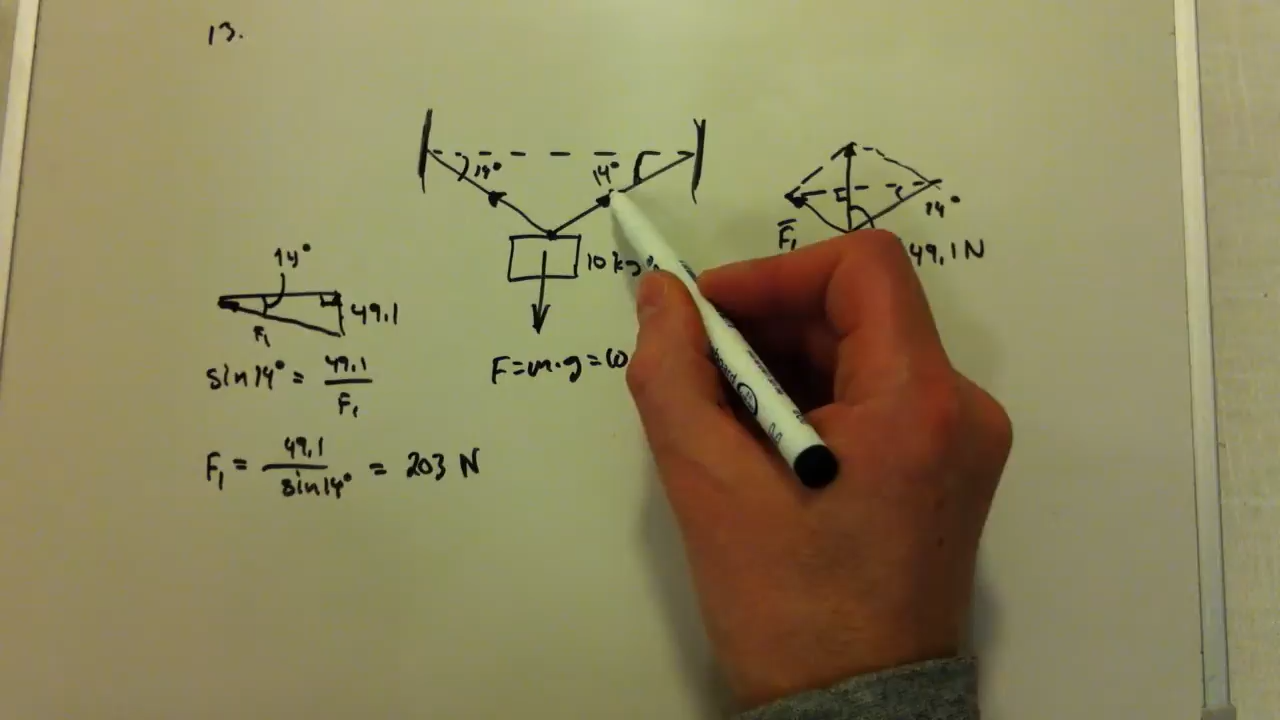 13.
14°
14°
14°
F₁
49,1 N
10 kg
14°
49,1
F₁
sin 14° = 49,1 / F₁
F = m·g = 10
F₁ = 49,1 / sin 14° = 203 N
board